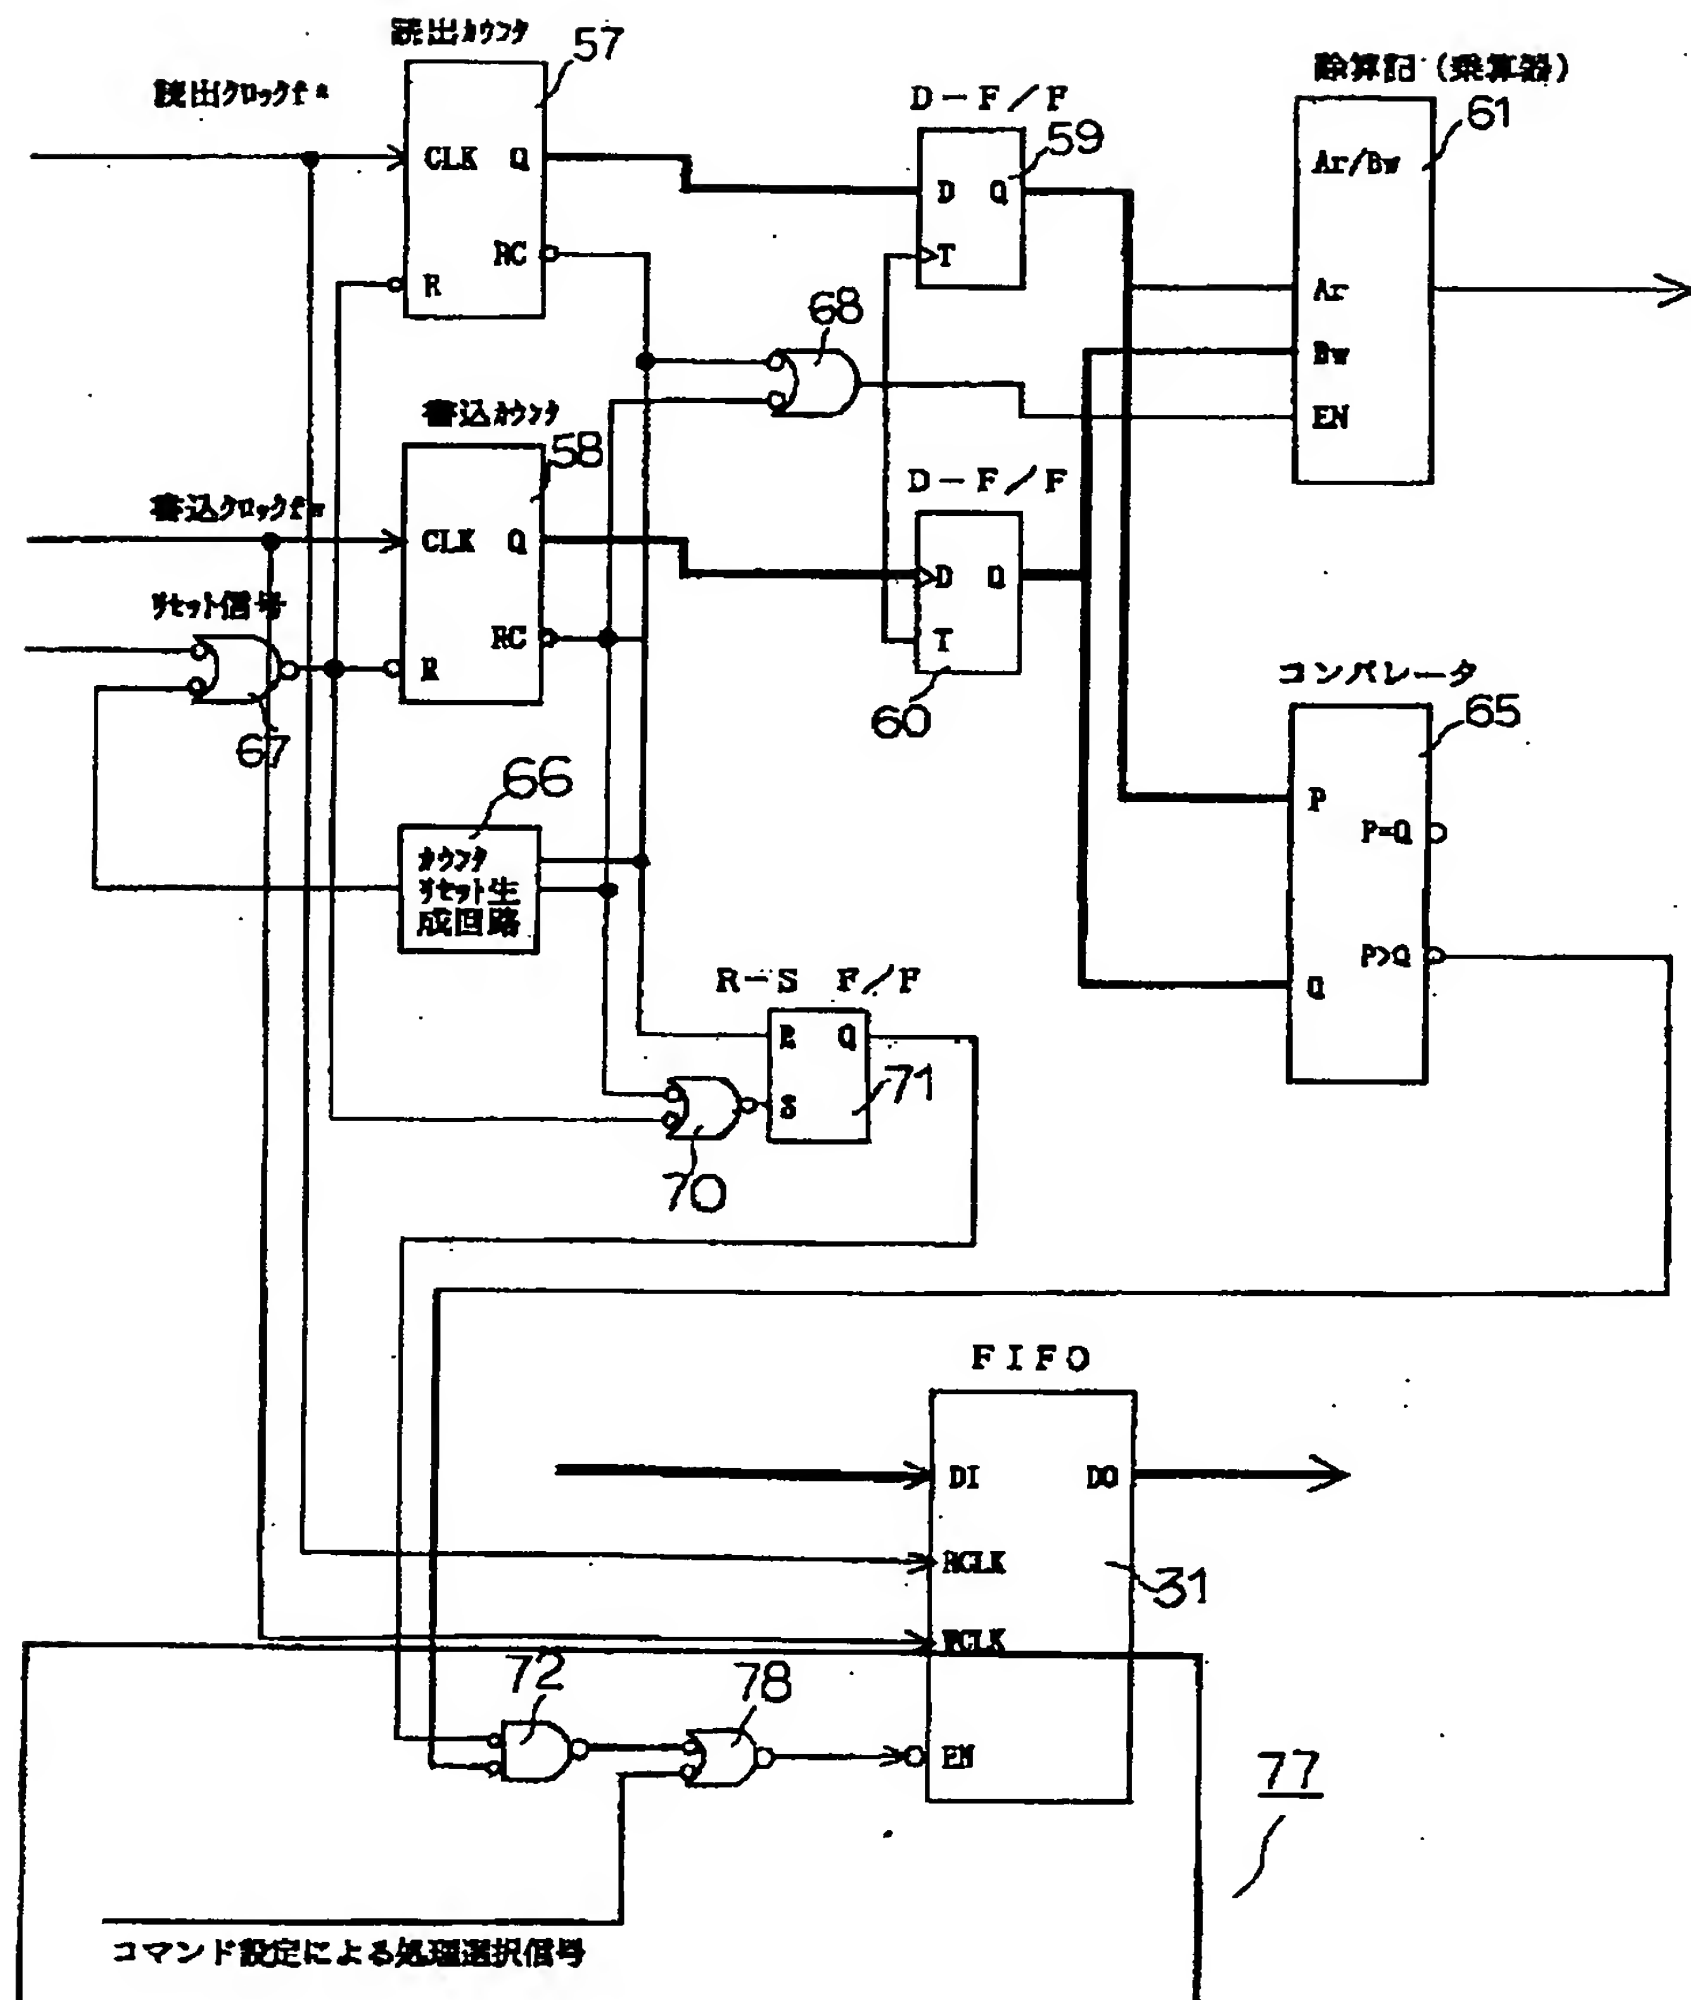 読出カウンタ
57
読出クロックfR
CLK Q
RC
R
D-F/F
59
D Q
T
除算記(乗算器)
61
Ar/Bw
Ar
Bw
EN
68
書込カウンタ
58
書込クロックfw
CLK Q
RC
R
リセット信号
67
D-F/F
D Q
T
60
コンパレータ
65
P
P=Q
P>Q
Q
66
カウンタ
リセット生
成回路
R-S F/F
R Q
S
71
70
FIFO
DI DO
RCLK
31
WCLK
EN
72
78
77
コマンド設定による処理選択信号